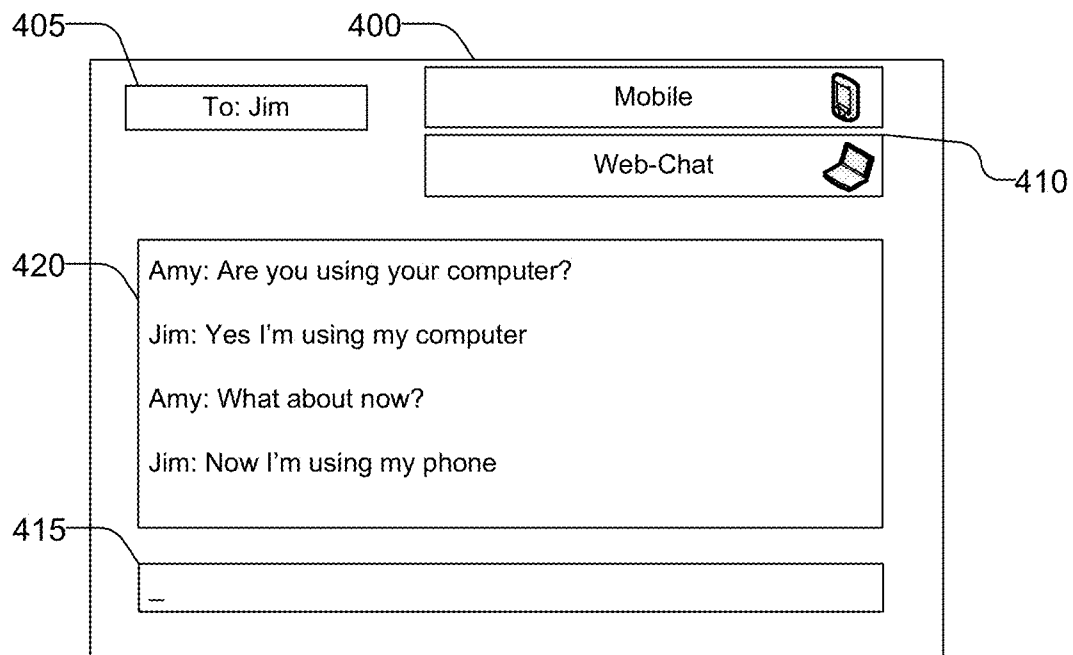 405
400
To: Jim
Mobile
Web-Chat
410
420
Amy: Are you using your computer?
Jim: Yes I'm using my computer
Amy: What about now?
Jim: Now I'm using my phone
415
_